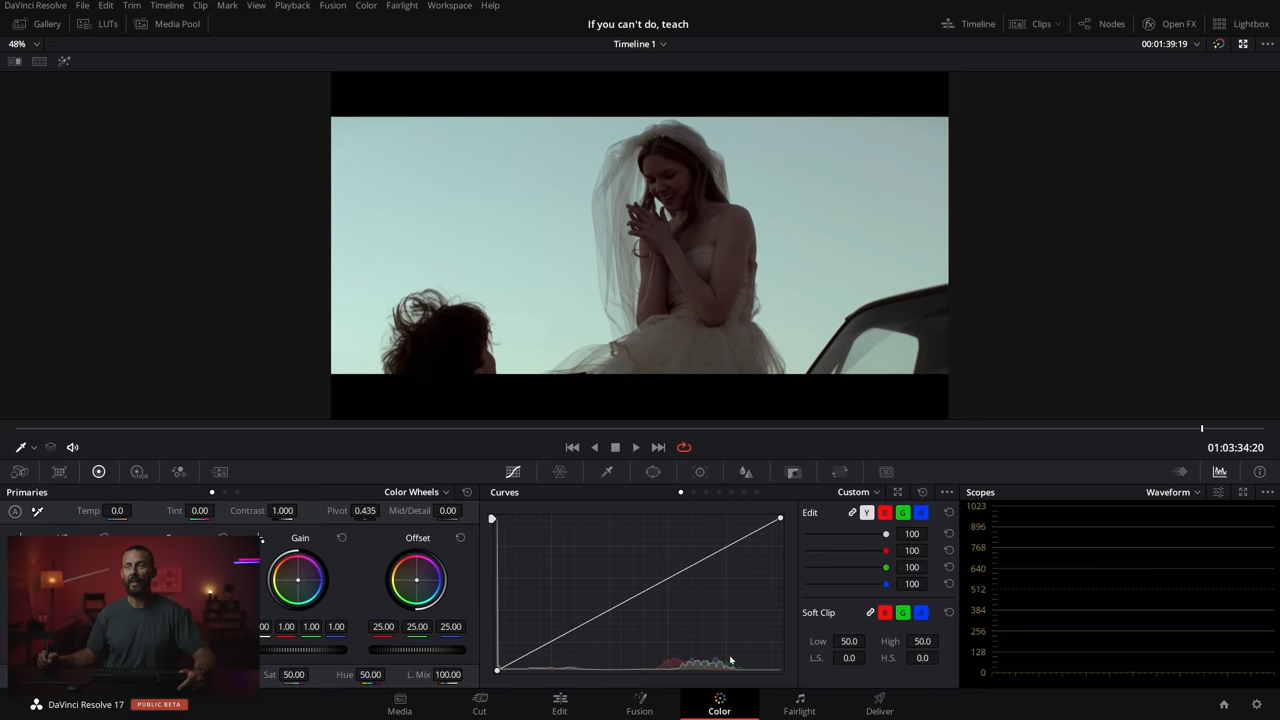 DaVinci Resolve File Edit Trim Timeline Clip Mark View Playback Fusion Color Fairlight Workspace Help
Gallery LUTs Media Pool If you can't do, teach Timeline Clips Nodes Open FX Lightbox
48% Timeline 1 00:01:39:19
01:03:34:20
Primaries Color Wheels Curves Custom Scopes Waveform
A Temp 0.0 Tint 0.00 Contrast 1.000 Pivot 0.435 Mid/Detail 0.00
Gain Offset
1.00 1.00 1.00 25.00 25.00 25.00
Sat 50.00 Hue 50.00 L. Mix 100.00
Edit Y R G B
100
100
100
100
Soft Clip R G B
Low 50.0 High 50.0
L.S. 0.0 H.S. 0.0
1023
896
768
640
512
384
256
128
0
DaVinci Resolve 17 PUBLIC BETA
Media Cut Edit Fusion Color Fairlight Deliver